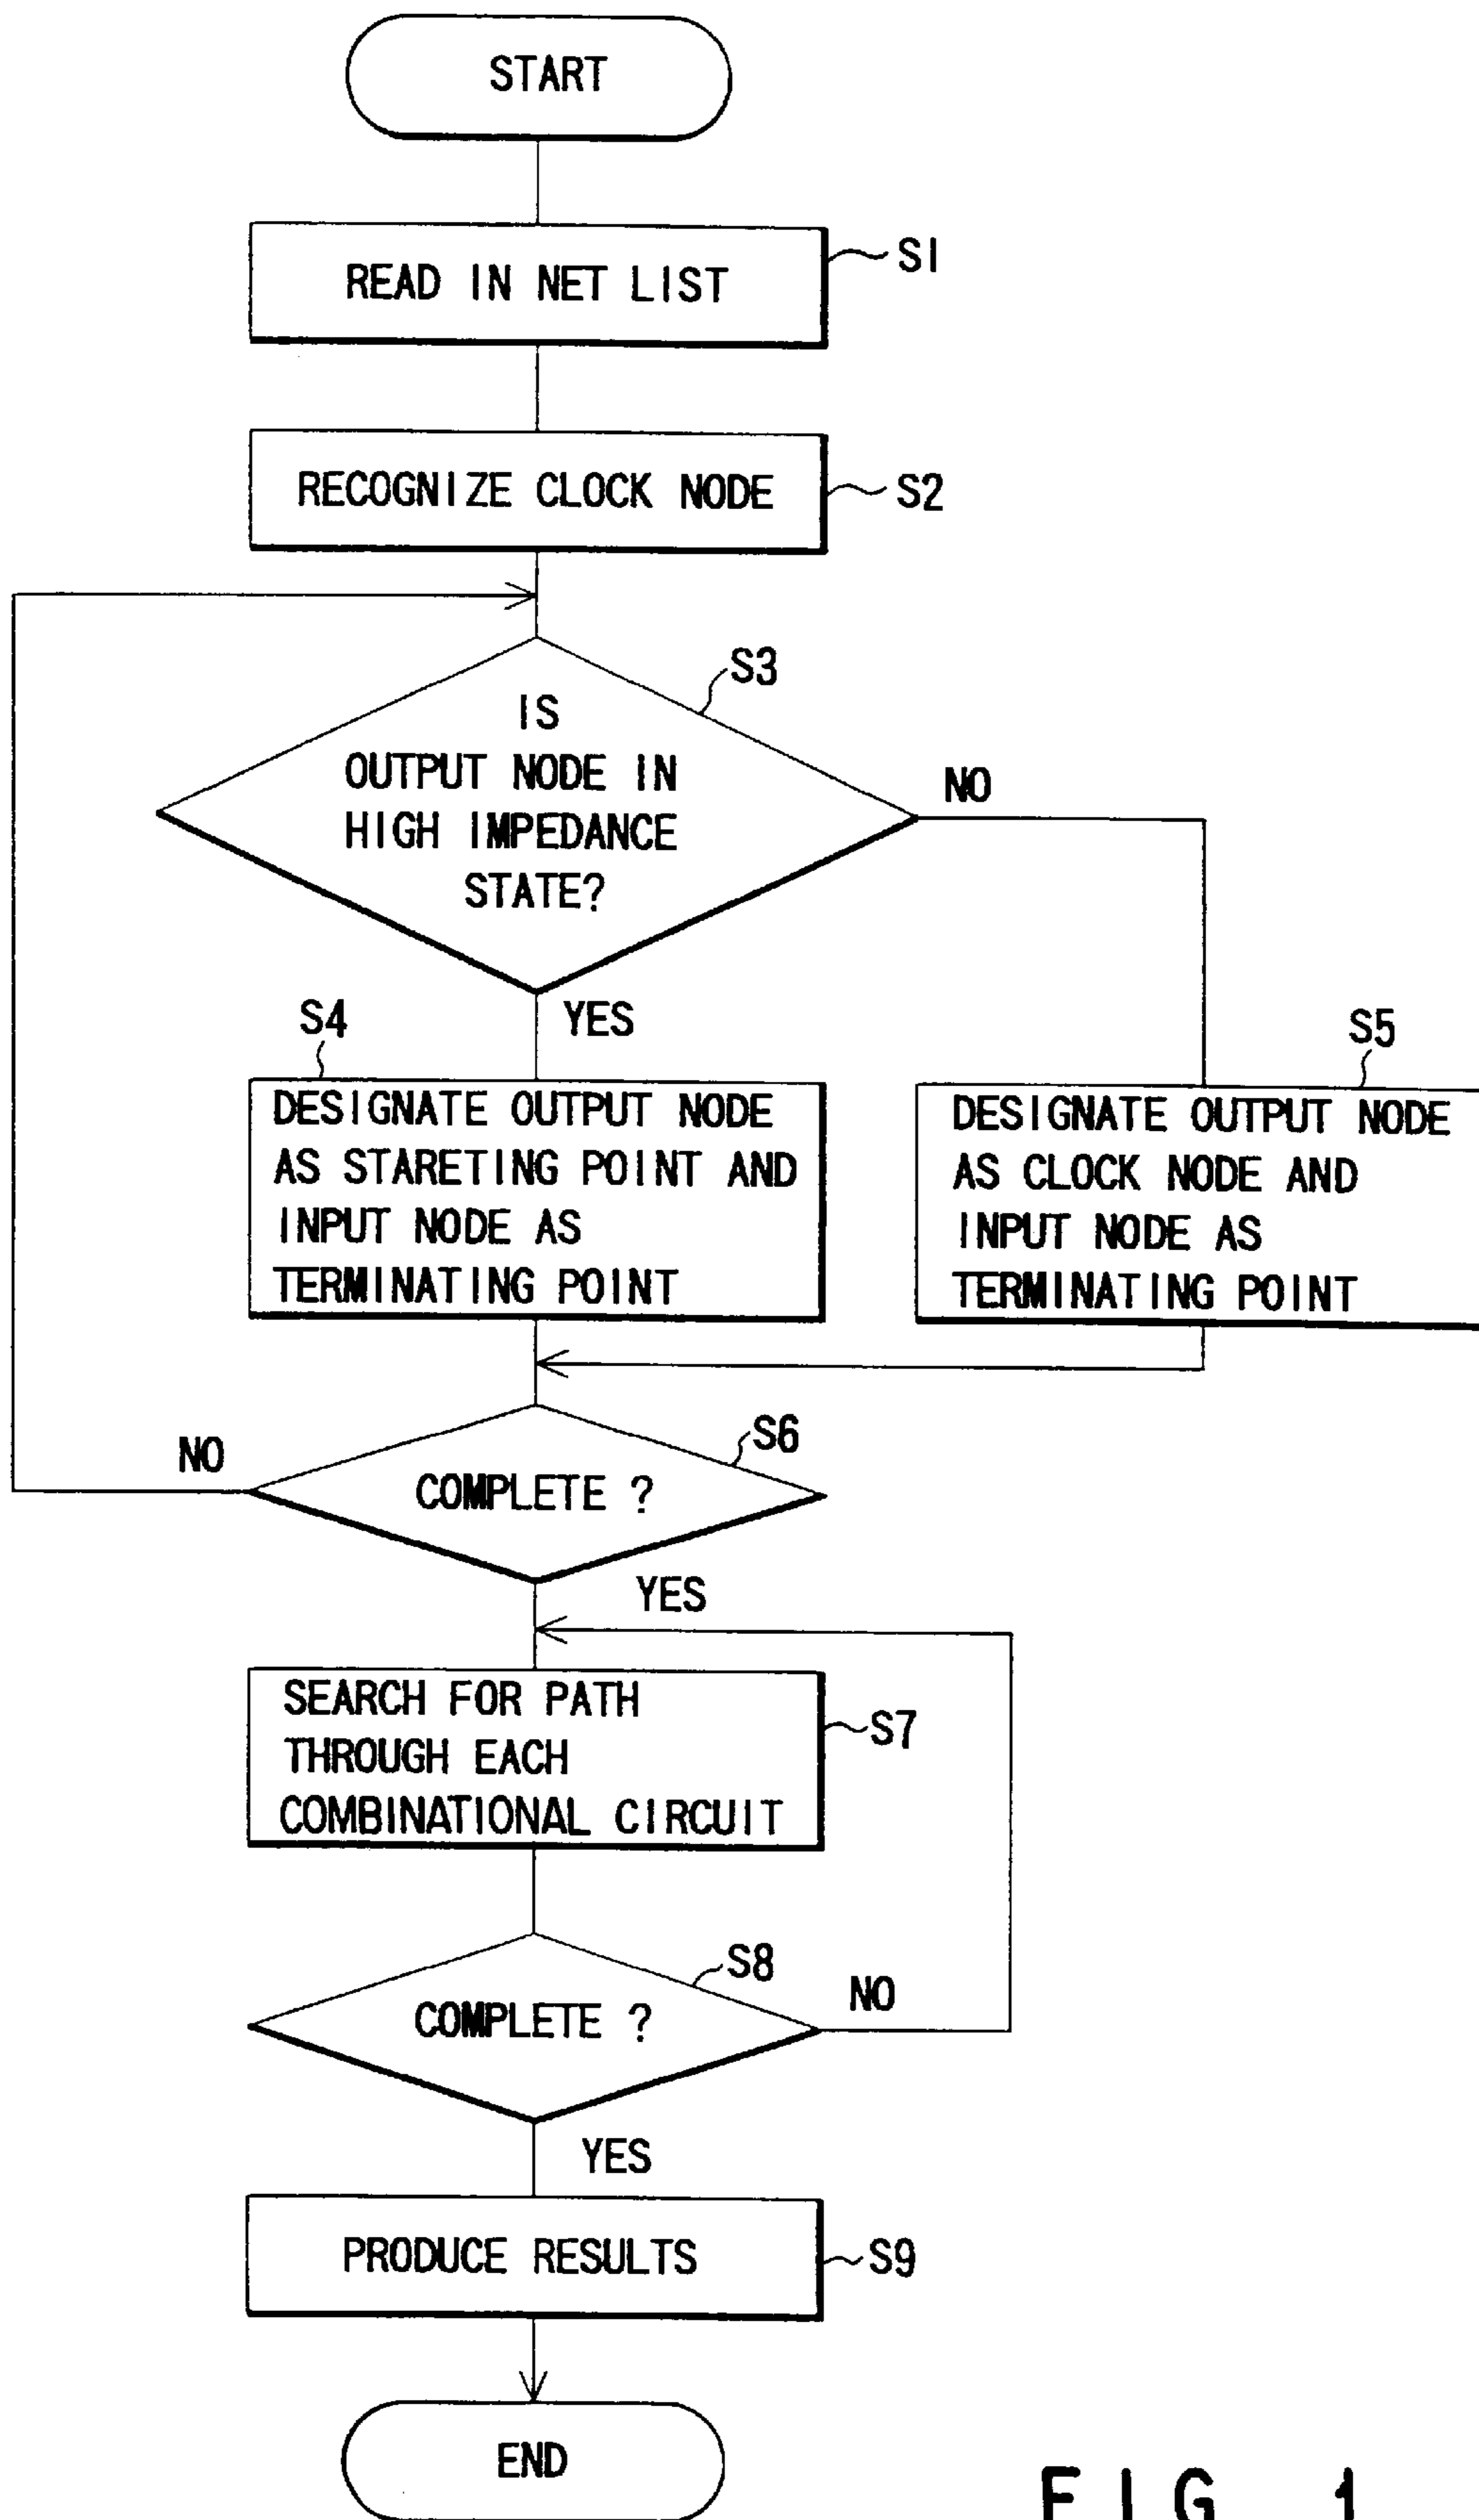 START
READ IN NET LIST
S1
RECOGNIZE CLOCK NODE
S2
S3
IS
OUTPUT NODE IN
HIGH IMPEDANCE
STATE?
NO
YES
S4
DESIGNATE OUTPUT NODE
AS STARETING POINT AND
INPUT NODE AS
TERMINATING POINT
S5
DESIGNATE OUTPUT NODE
AS CLOCK NODE AND
INPUT NODE AS
TERMINATING POINT
S6
NO
COMPLETE ?
YES
SEARCH FOR PATH
THROUGH EACH
COMBINATIONAL CIRCUIT
S7
S8
COMPLETE ?
NO
YES
PRODUCE RESULTS
S9
END
FIG. 1